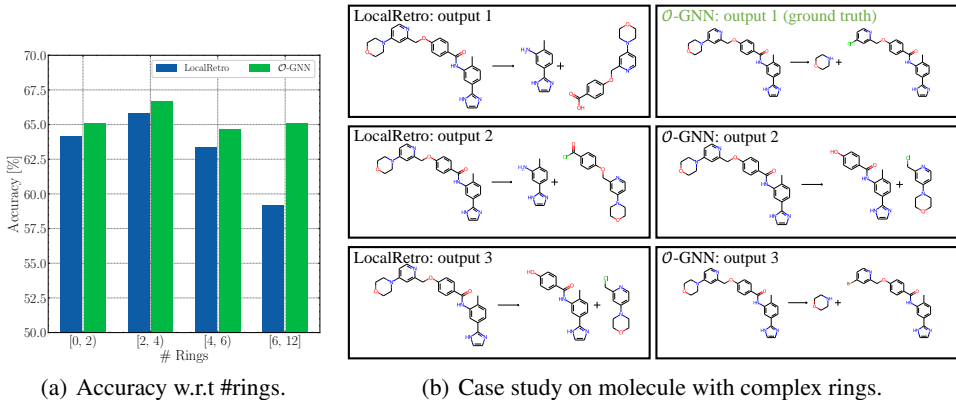 70.0
67.5
65.0
62.5
60.0
57.5
55.0
52.5
50.0
Accuracy [%]
LocalRetro
𝒪-GNN
[0, 2)
[2, 4)
[4, 6)
[6, 12]
# Rings
(a) Accuracy w.r.t #rings.
LocalRetro: output 1
𝒪-GNN: output 1 (ground truth)
LocalRetro: output 2
𝒪-GNN: output 2
LocalRetro: output 3
𝒪-GNN: output 3
(b) Case study on molecule with complex rings.